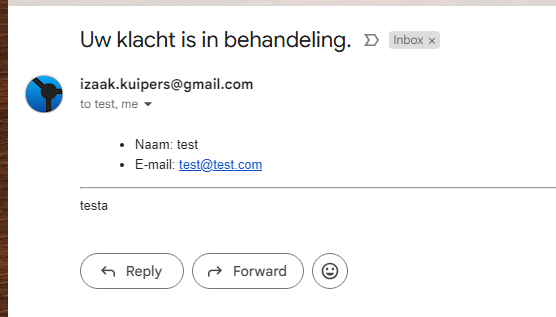 Uw klacht is in behandeling. Inbox ×
izaak.kuipers@gmail.com
to test, me
• Naam: test
• E-mail: test@test.com
testa
Reply Forward